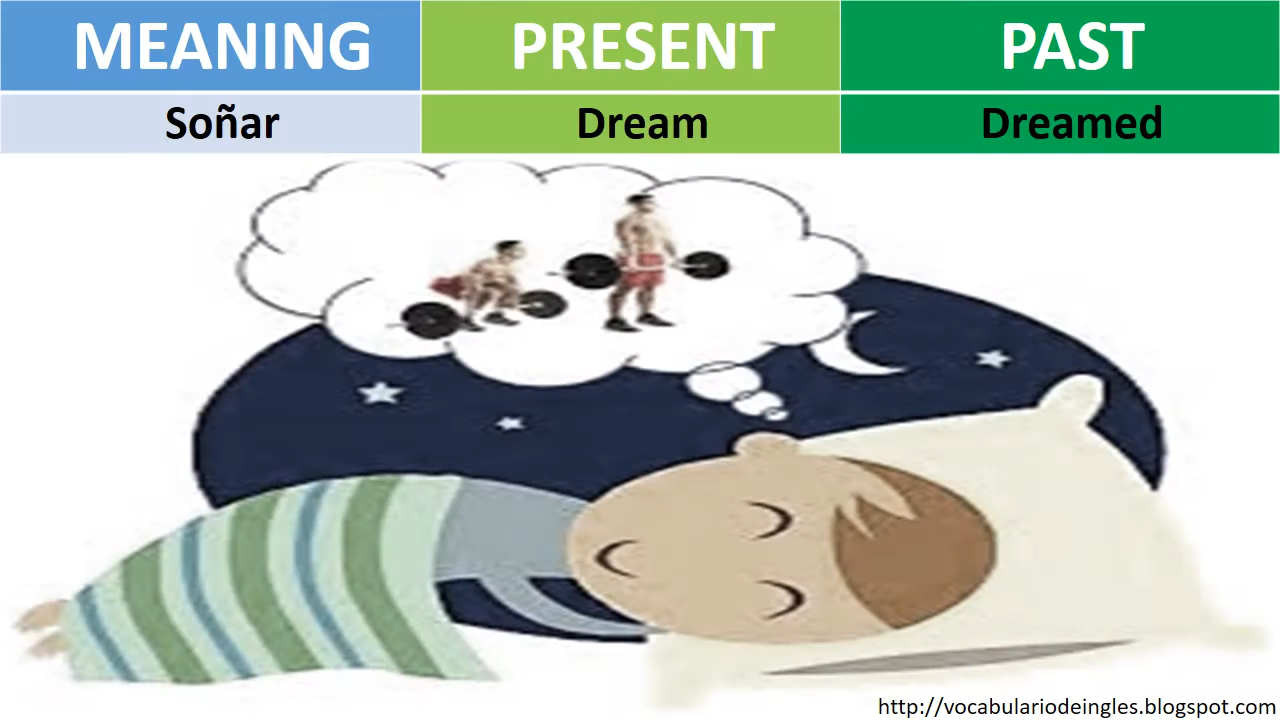 MEANING PRESENT PAST
Soñar Dream Dreamed
http://vocabulariodeingles.blogspot.com